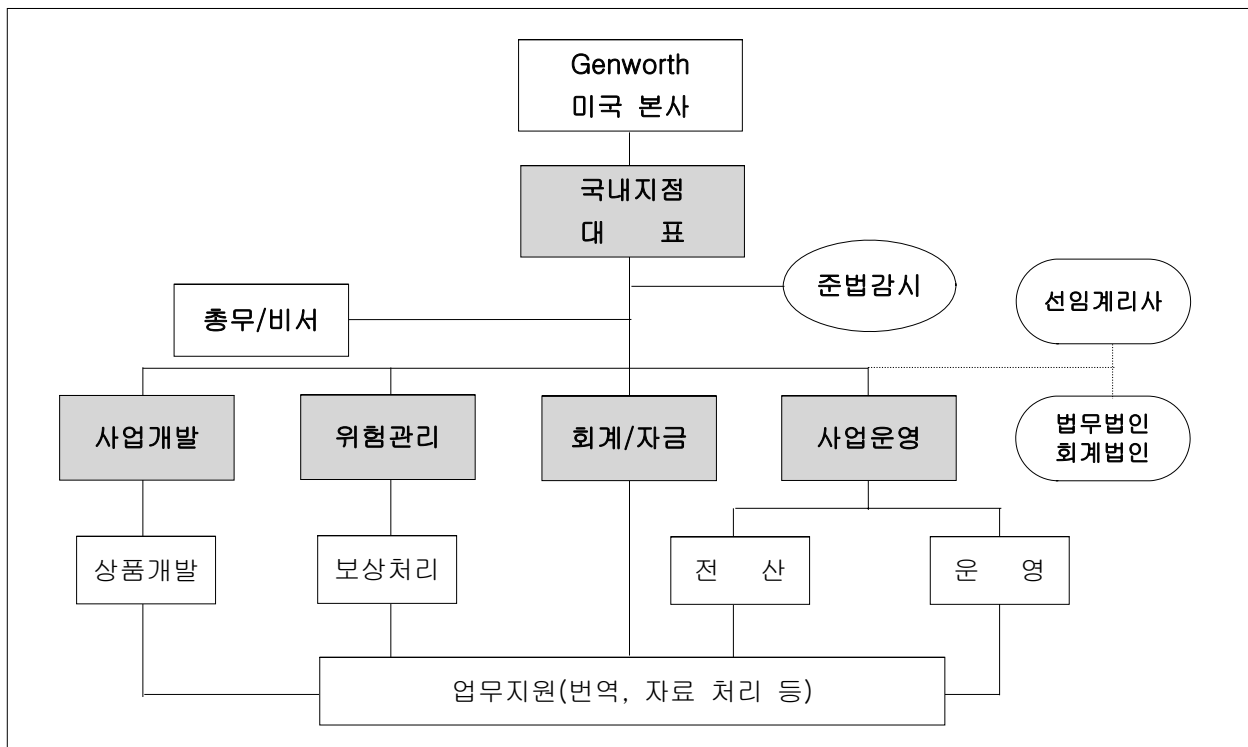 Genworth
미국 본사
국내지점
대 표
준법감시
선임계리사
총무/비서
사업개발
위험관리
회계/자금
사업운영
법무법인
회계법인
상품개발
보상처리
전 산
운 영
업무지원(번역, 자료 처리 등)